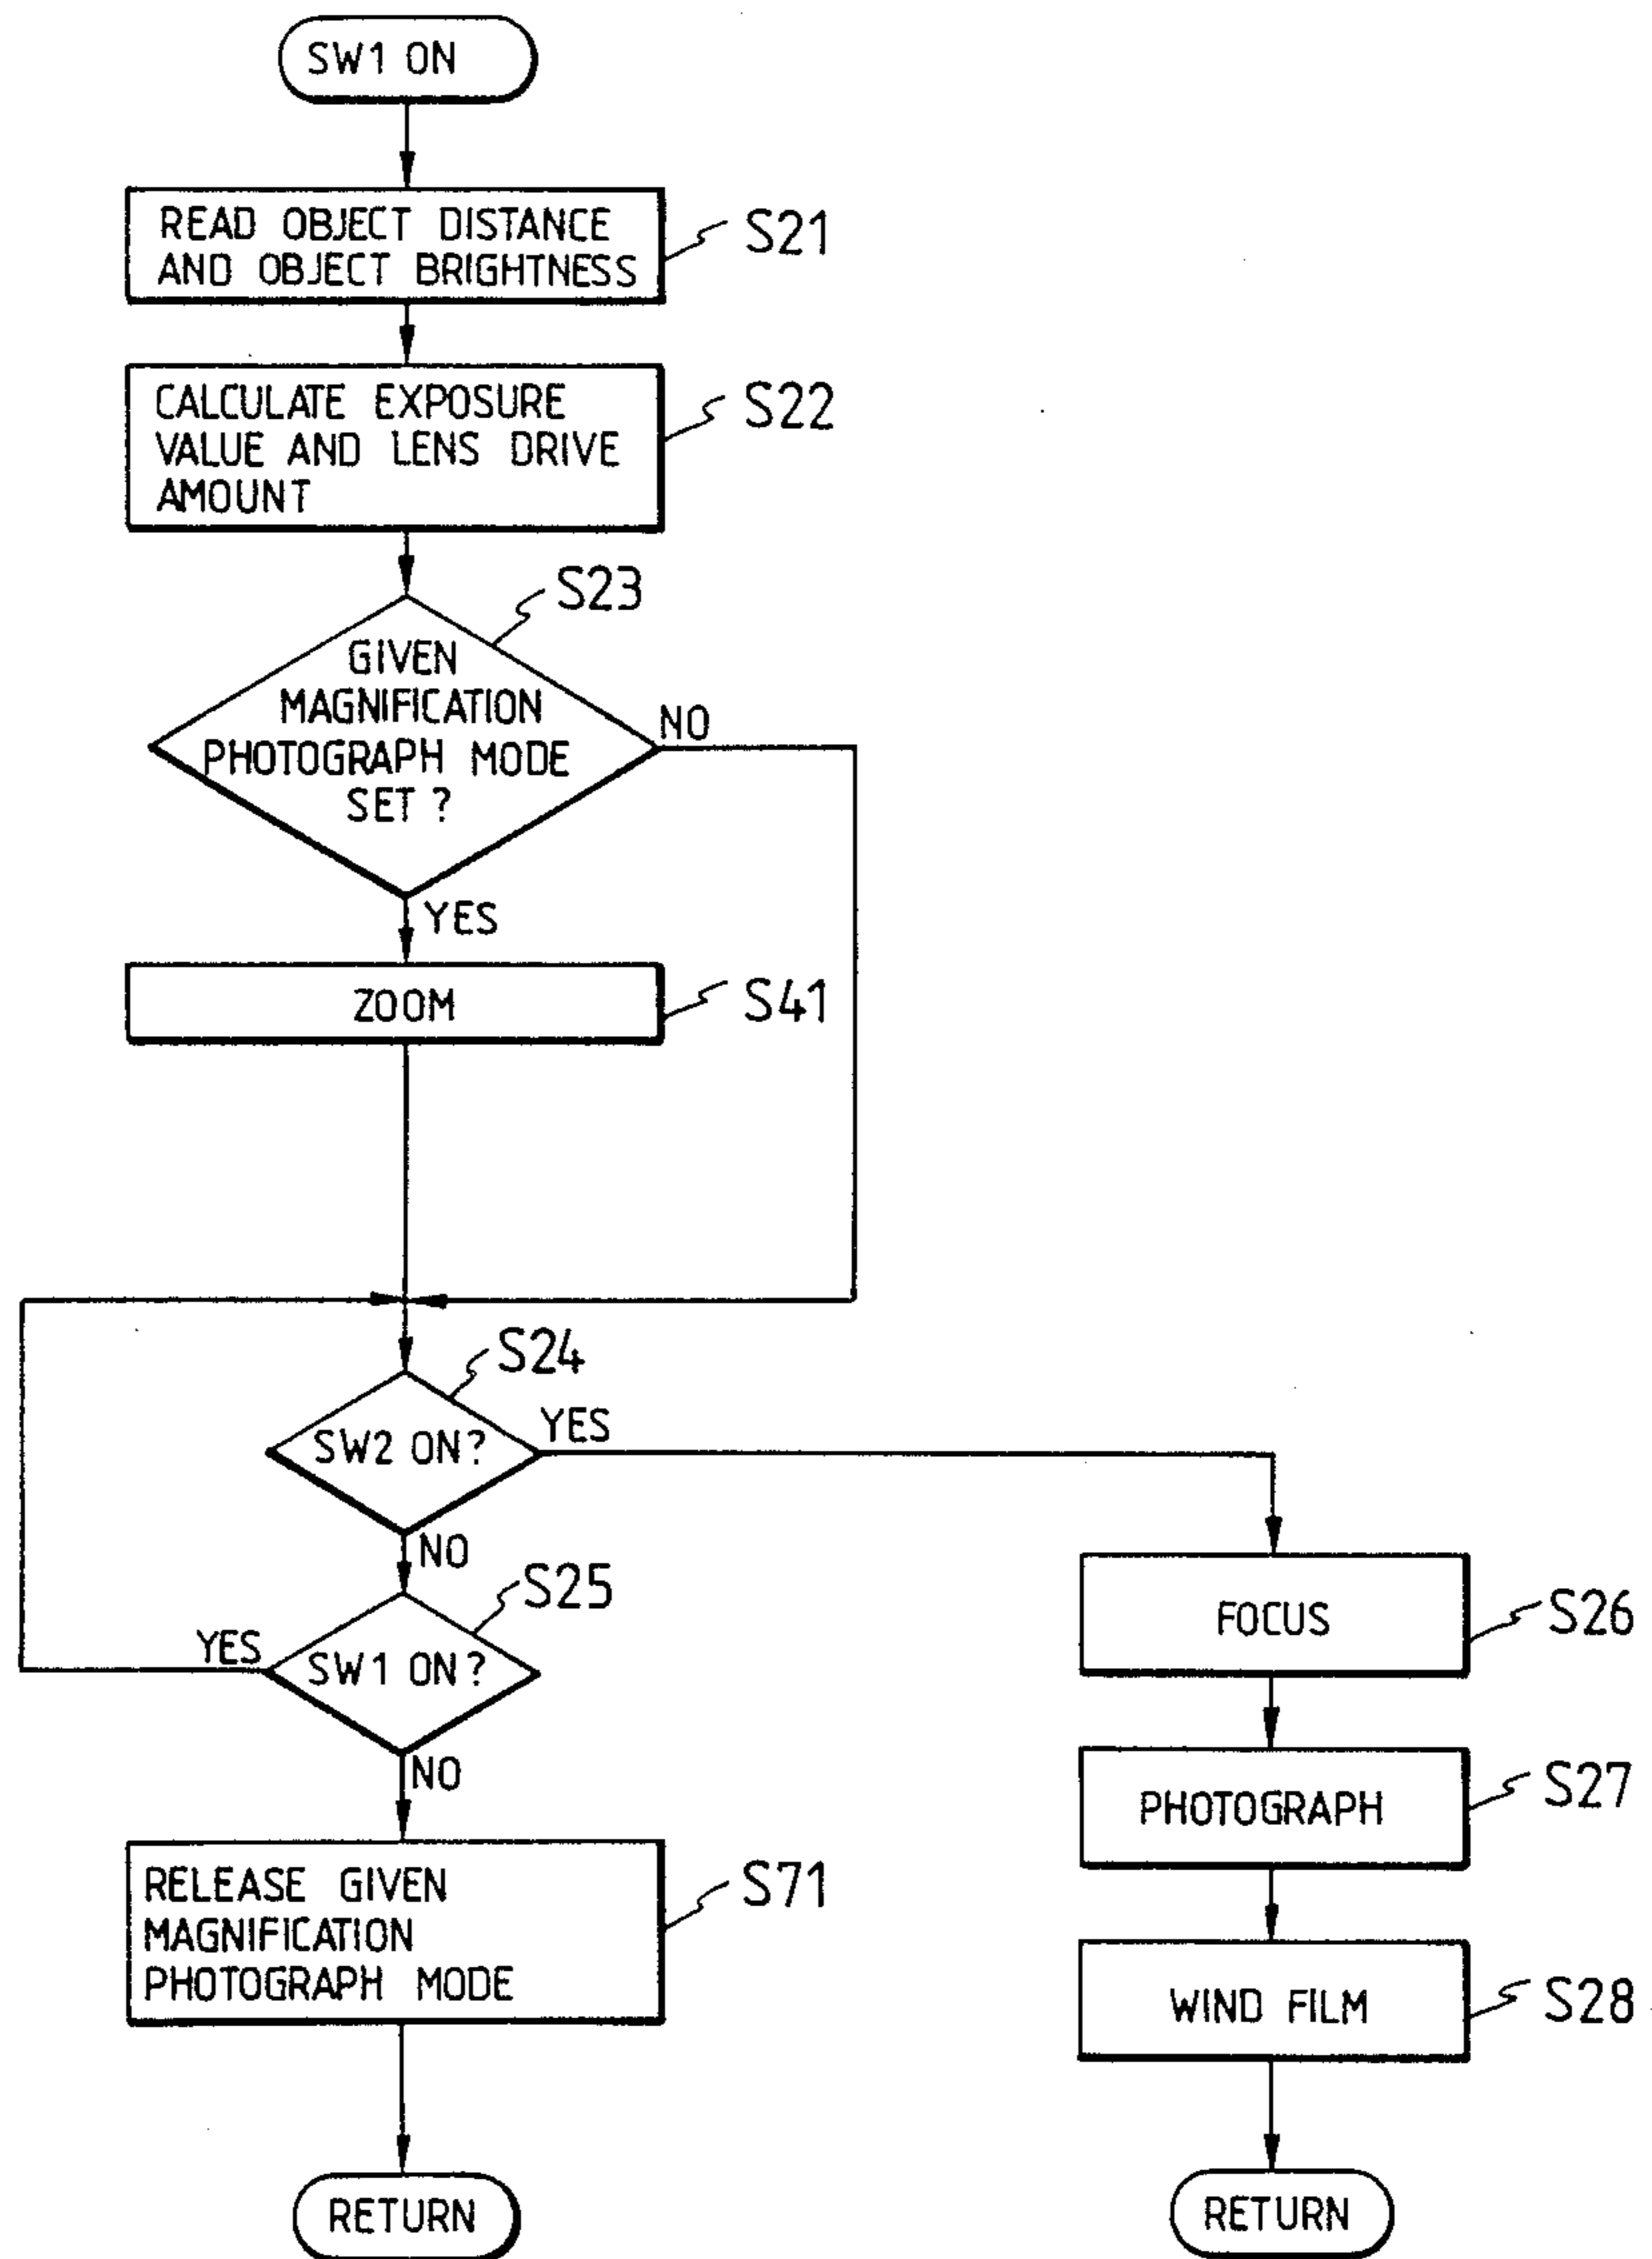 SW1 ON
READ OBJECT DISTANCE
AND OBJECT BRIGHTNESS
S21
CALCULATE EXPOSURE
VALUE AND LENS DRIVE
AMOUNT
S22
S23
GIVEN
MAGNIFICATION
PHOTOGRAPH MODE
SET ?
NO
YES
ZOOM
S41
S24
SW2 ON?
YES
NO
S25
SW1 ON?
YES
NO
FOCUS
S26
PHOTOGRAPH
S27
RELEASE GIVEN
MAGNIFICATION
PHOTOGRAPH MODE
S71
WIND FILM
S28
RETURN
RETURN